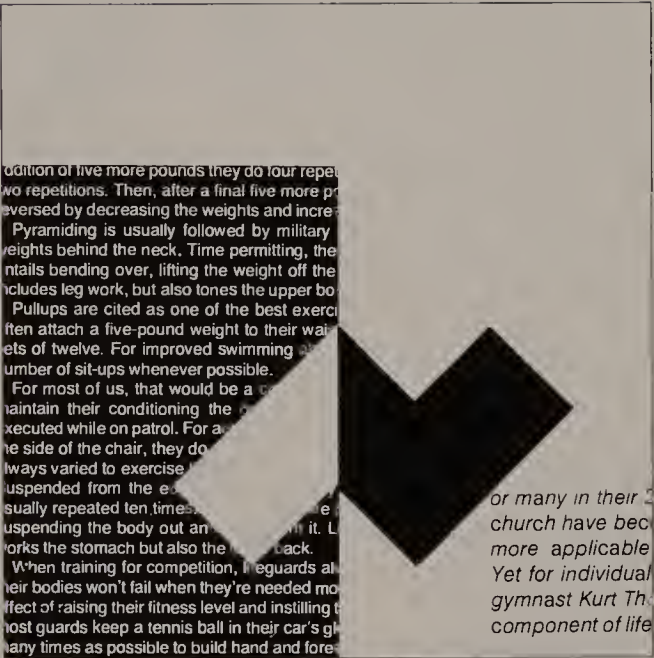 ddition of five more pounds they do four repet
wo repetitions. Then, after a final five more p
eversed by decreasing the weights and incre
Pyramiding is usually followed by military
veights behind the neck. Time permitting, the
ntails bending over, lifting the weight off the
ncludes leg work, but also tones the upper bo
Pullups are cited as one of the best exerci
ften attach a five-pound weight to their wai
ets of twelve. For improved swimming
umber of sit-ups whenever possible.
For most of us, that would be a
naintain their conditioning the
xecuted while on patrol. For a
he side of the chair, they do
lways varied to exercise
uspended from the e
sually repeated ten times
uspending the body out an it. L
orks the stomach but also the back.
When training for competition, l eguards al
heir bodies won't fail when they're needed mo
ffect of raising their fitness level and instilling t
nost guards keep a tennis ball in their car's gl
nany times as possible to build hand and fore
or many in their 2
church have bec
more applicable
Yet for individual
gymnast Kurt Th
component of life